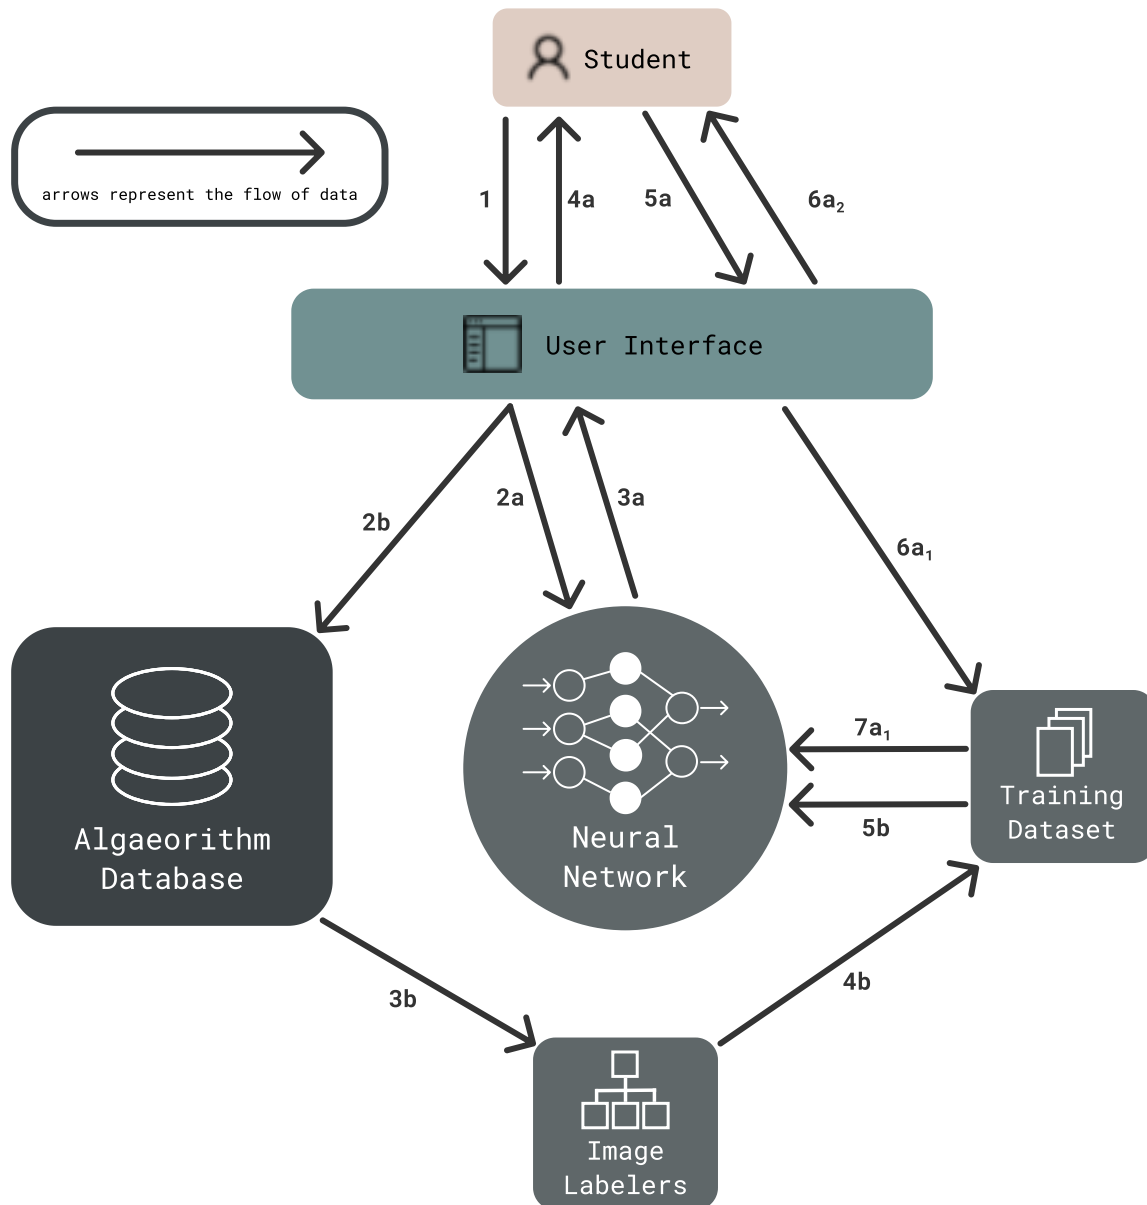 Student
arrows represent the flow of data
1
4a
5a
6a₂
User Interface
2b
2a
3a
6a₁
Algaeorithm
Database
Neural
Network
7a₁
5b
Training
Dataset
3b
4b
Image
Labelers